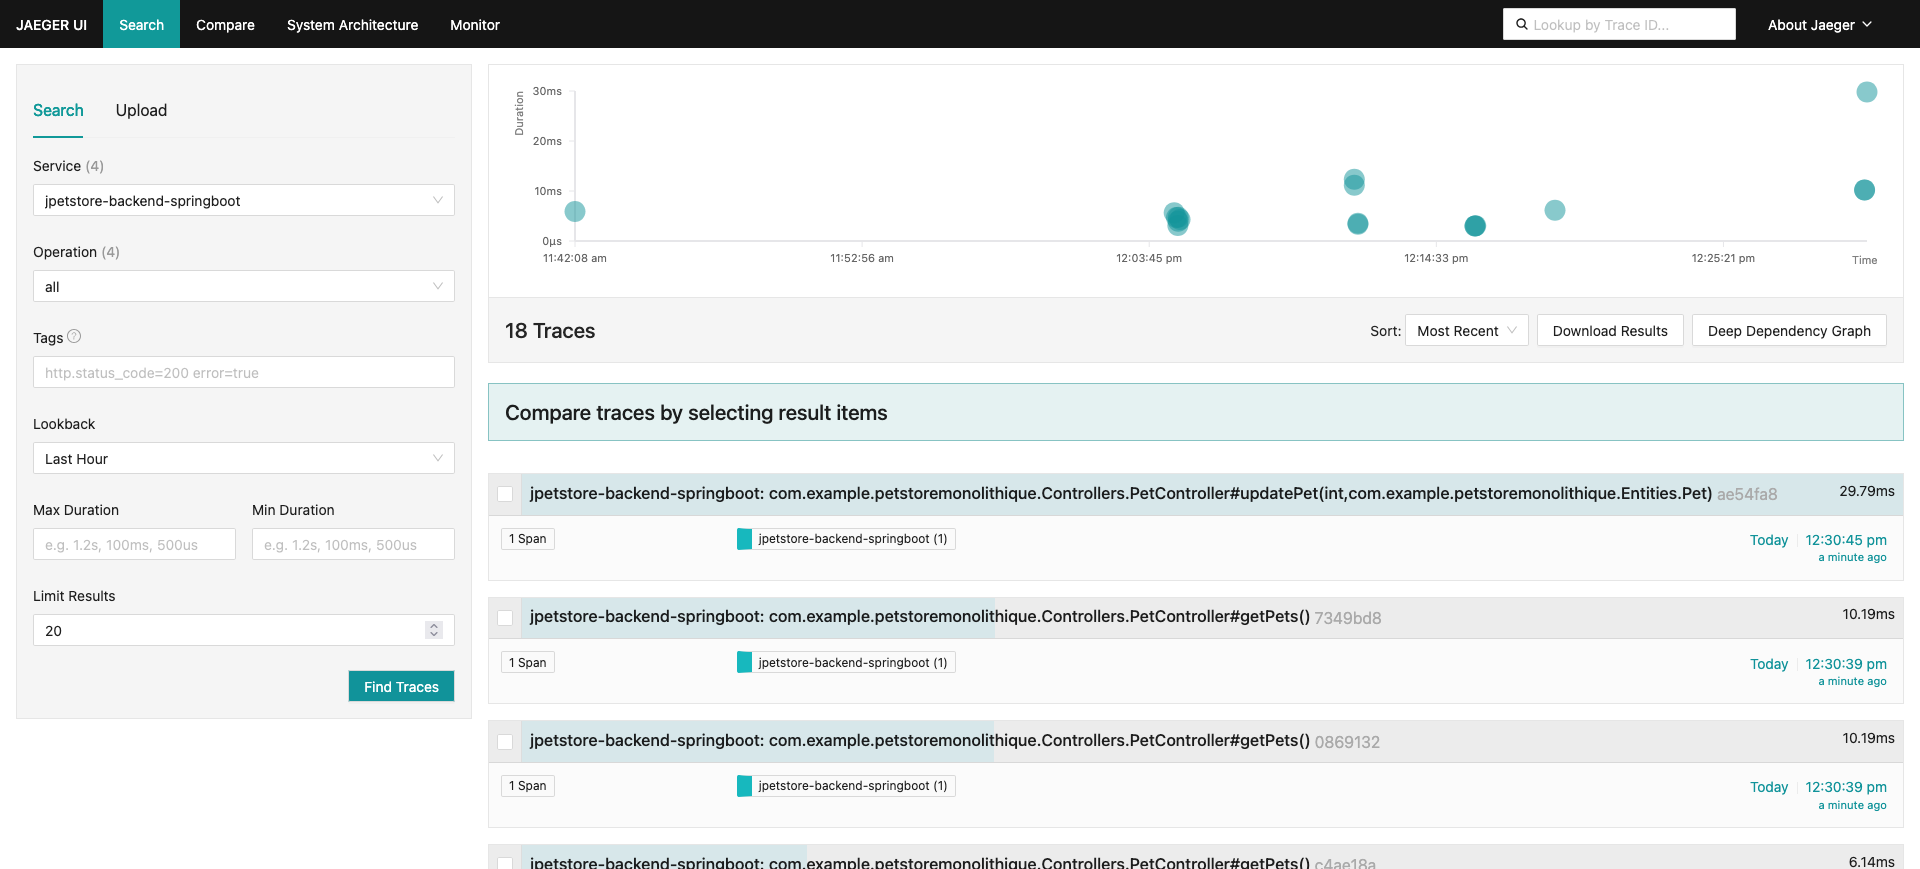 JAEGER UI Search Compare System Architecture Monitor Lookup by Trace ID... About Jaeger
Search Upload
Service (4)
jpetstore-backend-springboot
Operation (4)
all
Tags
http.status_code=200 error=true
Lookback
Last Hour
Max Duration Min Duration
e.g. 1.2s, 100ms, 500us e.g. 1.2s, 100ms, 500us
Limit Results
20
Find Traces
Duration
30ms
20ms
10ms
0μs
11:42:08 am 11:52:56 am 12:03:45 pm 12:14:33 pm 12:25:21 pm Time
18 Traces Sort: Most Recent Download Results Deep Dependency Graph
Compare traces by selecting result items
jpetstore-backend-springboot: com.example.petstoremonolithique.Controllers.PetController#updatePet(int,com.example.petstoremonolithique.Entities.Pet) ae54fa8 29.79ms
1 Span jpetstore-backend-springboot (1) Today 12:30:45 pm
a minute ago
jpetstore-backend-springboot: com.example.petstoremonolithique.Controllers.PetController#getPets() 7349bd8 10.19ms
1 Span jpetstore-backend-springboot (1) Today 12:30:39 pm
a minute ago
jpetstore-backend-springboot: com.example.petstoremonolithique.Controllers.PetController#getPets() 0869132 10.19ms
1 Span jpetstore-backend-springboot (1) Today 12:30:39 pm
a minute ago
jpetstore-backend-springboot: com.example.petstoremonolithique.Controllers.PetController#getPets() c4ae18a 6.14ms